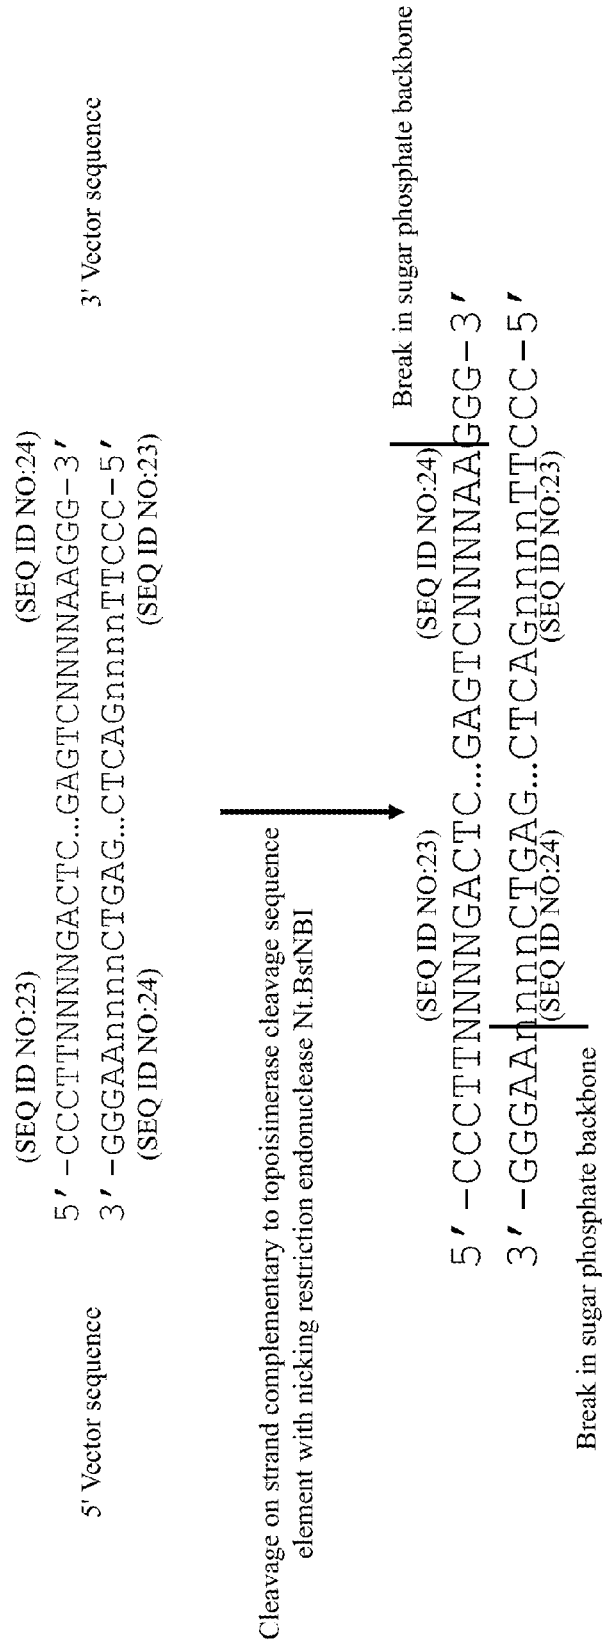 (SEQ ID NO:23)
(SEQ ID NO:24)
5' Vector sequence
5'-CCCTTNNNNGACTC...GAGTCNNNNAAGGG-3'
3' Vector sequence
3'-GGGAAnnnnCTGAG...CTCAGnnnnTTCCC-5'
(SEQ ID NO:24)
(SEQ ID NO:23)
Cleavage on strand complementary to topoisimerase cleavage sequence
element with nicking restriction endonuclease Nt.BstNBI
Break in sugar phosphate backbone
(SEQ ID NO:23)
(SEQ ID NO:24)
5'-CCCTTNNNNGACTC...GAGTCNNNNAAGGG-3'
3'-GGGAAnnnnCTGAG...CTCAGnnnnTTCCC-5'
(SEQ ID NO:24)
(SEQ ID NO:23)
Break in sugar phosphate backbone